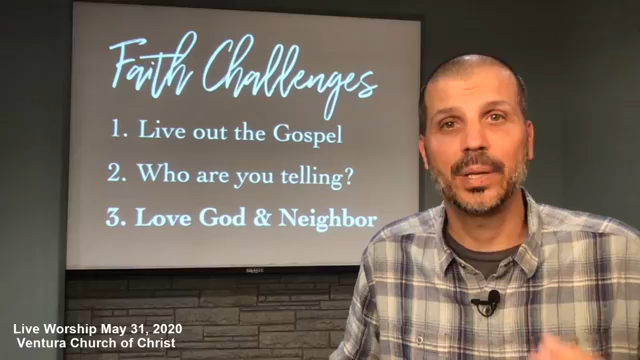 Faith Challenges
1. Live out the Gospel
2. Who are you telling?
3. Love God & Neighbor
Live Worship May 31, 2020
Ventura Church of Christ